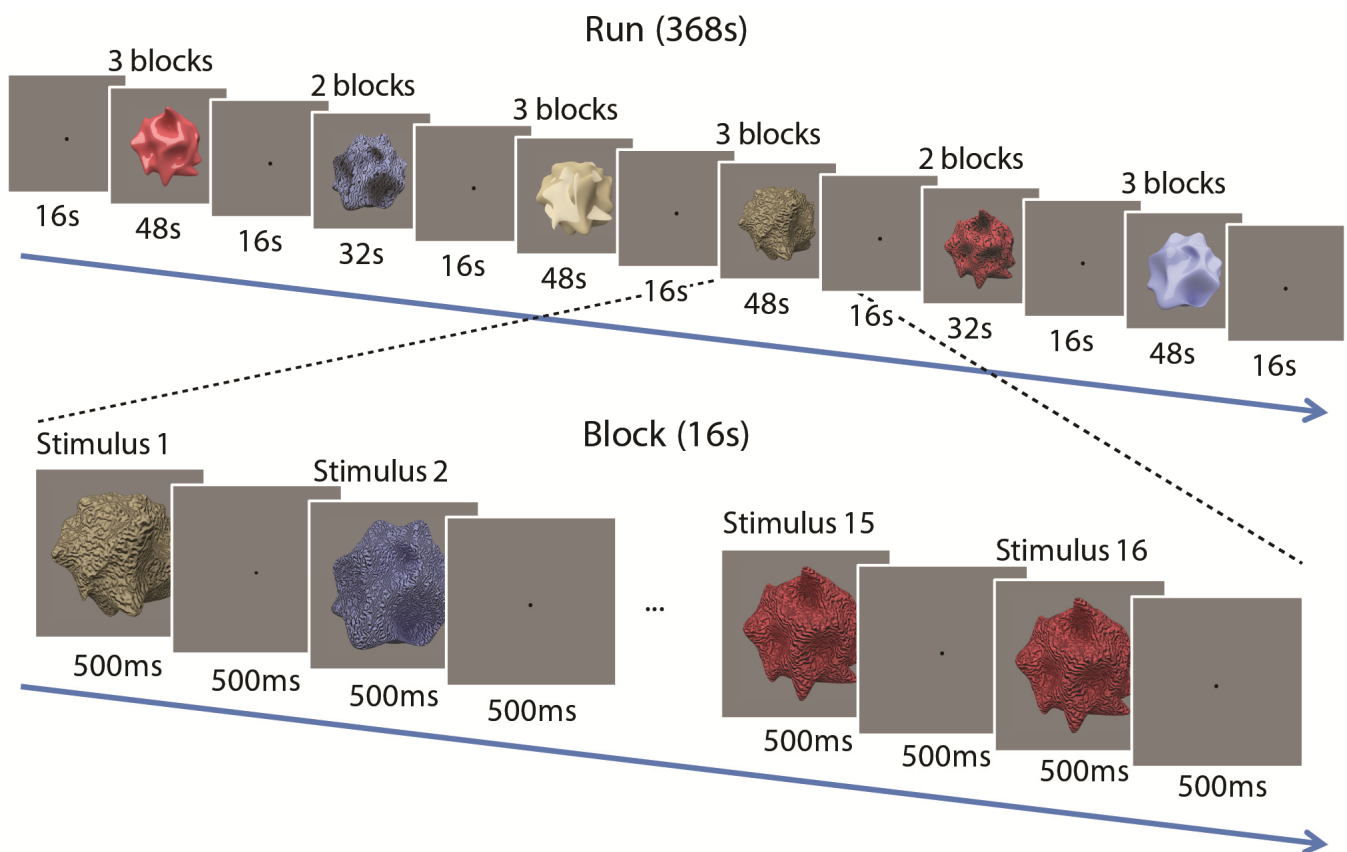 Run (368s)
3 blocks
2 blocks
3 blocks
3 blocks
2 blocks
3 blocks
16s
48s
16s
32s
16s
48s
16s
48s
16s
32s
16s
48s
16s
Block (16s)
Stimulus 1
Stimulus 2
...
Stimulus 15
Stimulus 16
500ms
500ms
500ms
500ms
500ms
500ms
500ms
500ms